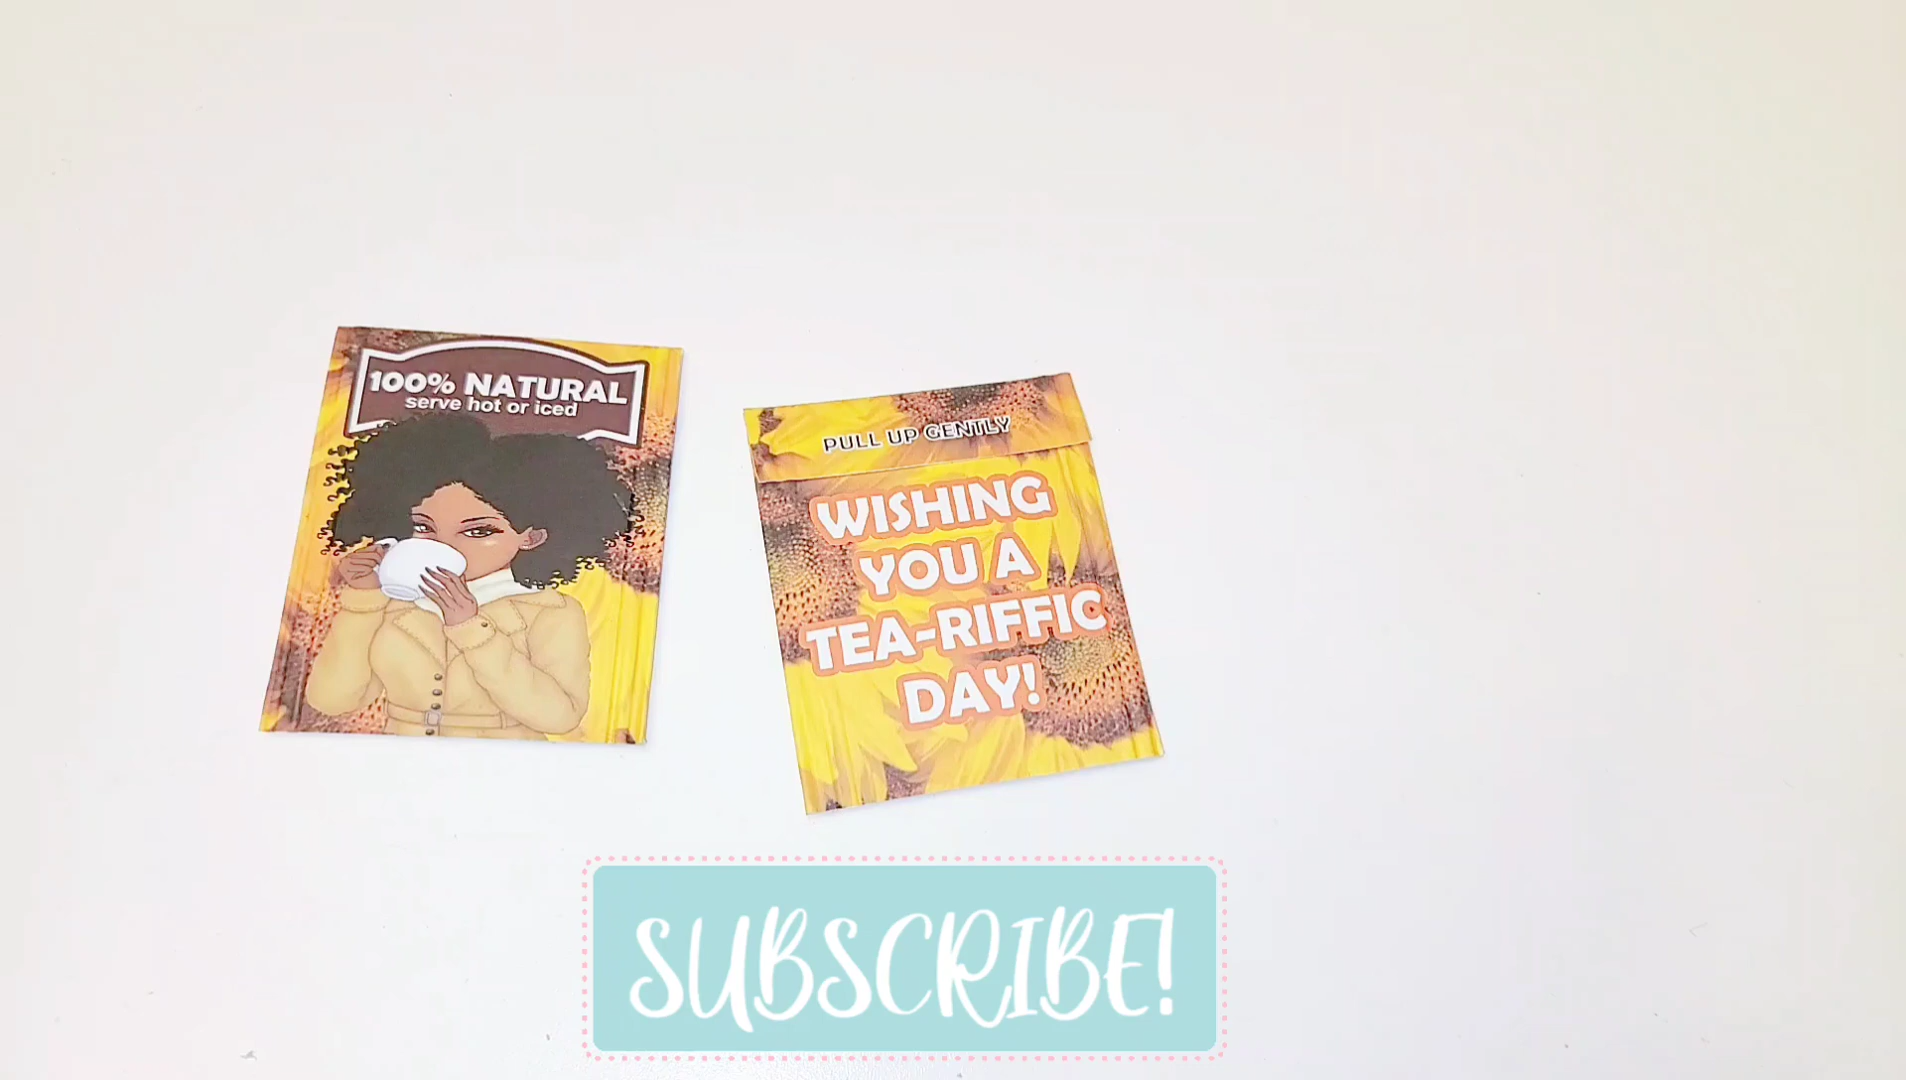 100% NATURAL
serve hot or iced
PULL UP GENTLY
WISHING
YOU A
TEA-RIFFIC
DAY!
SUBSCRIBE!